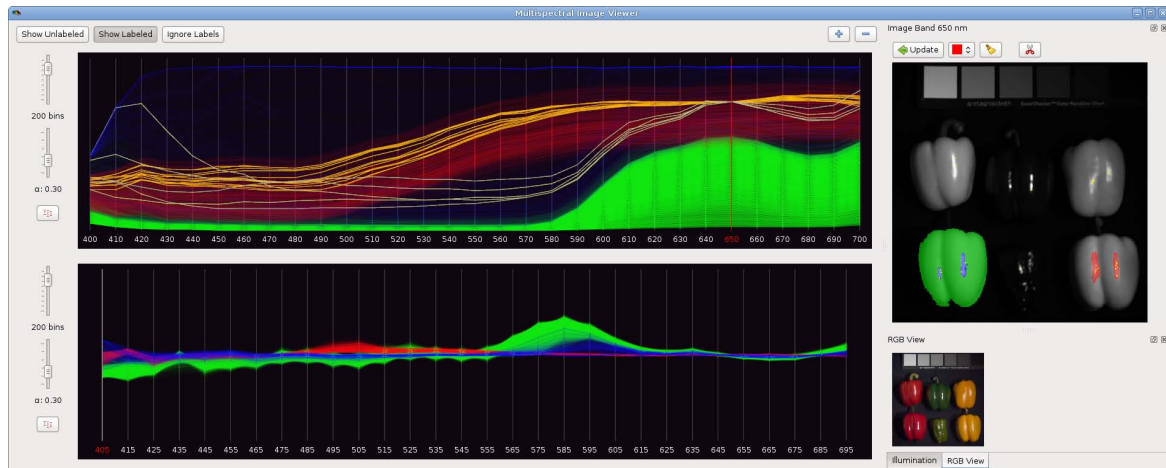 Multispectral Image Viewer
Show Unlabeled Show Labeled Ignore Labels
200 bins
α: 0.30
400 410 420 430 440 450 460 470 480 490 500 510 520 530 540 550 560 570 580 590 600 610 620 630 640 650 660 670 680 690 700
200 bins
α: 0.30
405 415 425 435 445 455 465 475 485 495 505 515 525 535 545 555 565 575 585 595 605 615 625 635 645 655 665 675 685 695
Image Band 650 nm
Update
RGB View
Illumination RGB View